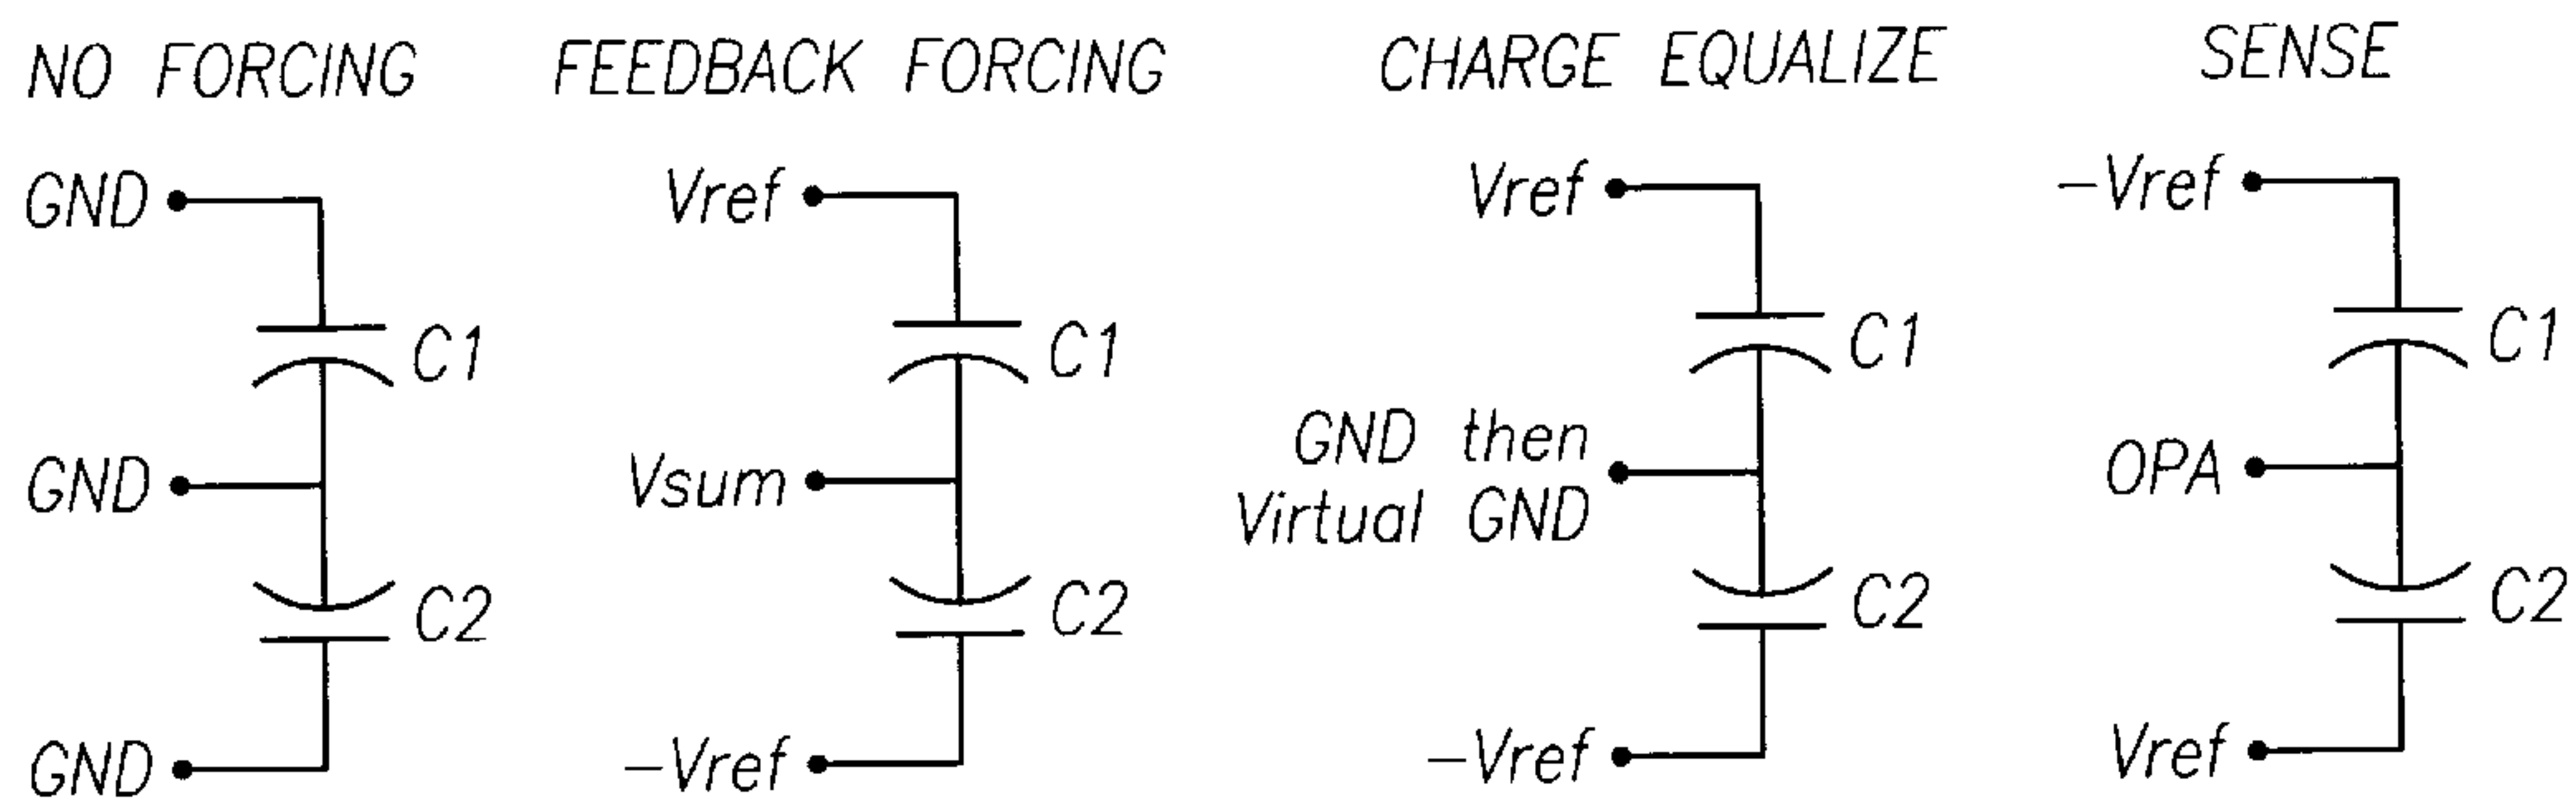 NO FORCING
GND
C1
GND
C2
GND
FEEDBACK FORCING
Vref
C1
Vsum
C2
-Vref
CHARGE EQUALIZE
Vref
C1
GND then
Virtual GND
C2
-Vref
SENSE
-Vref
C1
OPA
C2
Vref